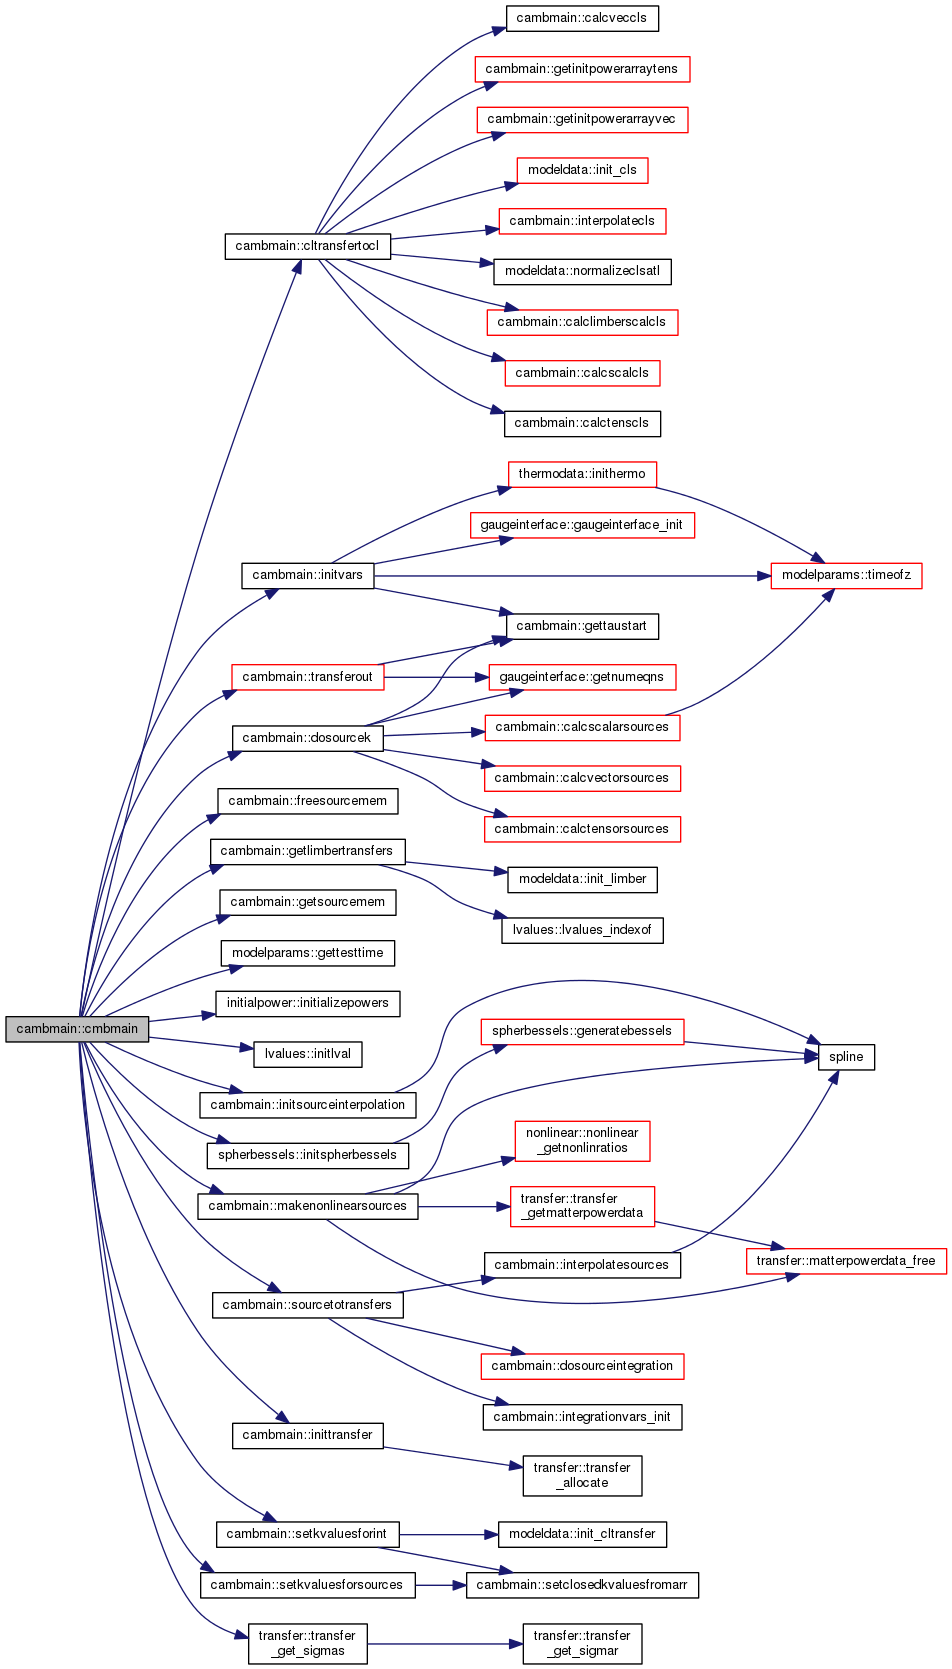 cambmain::calcveccls
cambmain::getinitpowerarraytens
cambmain::getinitpowerarrayvec
modeldata::init_cls
cambmain::interpolatecls
cambmain::cltransfertocl
modeldata::normalizeclsatl
cambmain::calclimberscalcls
cambmain::calcscalcls
cambmain::calctenscls
thermodata::inithermo
gaugeinterface::gaugeinterface_init
cambmain::initvars
modelparams::timeofz
cambmain::gettaustart
cambmain::transferout
gaugeinterface::getnumeqns
cambmain::calcscalarsources
cambmain::dosourcek
cambmain::calcvectorsources
cambmain::freesourcemem
cambmain::calctensorsources
cambmain::getlimbertransfers
modeldata::init_limber
cambmain::getsourcemem
lvalues::lvalues_indexof
modelparams::gettesttime
initialpower::initializepowers
cambmain::cmbmain
spherbessels::generatebessels
lvalues::initlval
spline
cambmain::initsourceinterpolation
nonlinear::nonlinear
_getnonlinratios
spherbessels::initspherbessels
cambmain::makenonlinearsources
transfer::transfer
_getmatterpowerdata
cambmain::interpolatesources
transfer::matterpowerdata_free
cambmain::sourcetotransfers
cambmain::dosourceintegration
cambmain::integrationvars_init
cambmain::inittransfer
transfer::transfer
_allocate
cambmain::setkvaluesforint
modeldata::init_cltransfer
cambmain::setkvaluesforsources
cambmain::setclosedkvaluesfromarr
transfer::transfer
_get_sigmas
transfer::transfer
_get_sigmar